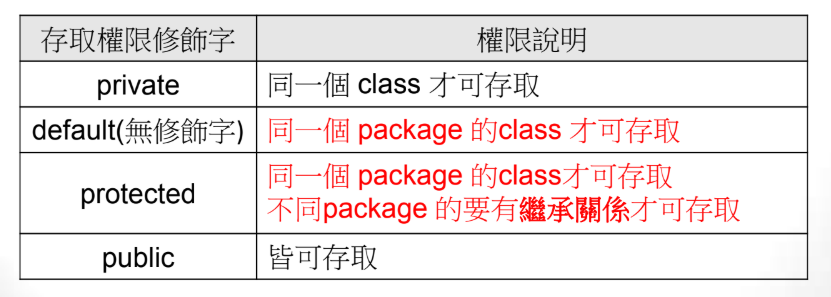 存取權限修飾字 權限說明
private 同一個 class 才可存取
default(無修飾字) 同一個 package 的class 才可存取
protected 同一個 package 的class才可存取
不同package 的要有繼承關係才可存取
public 皆可存取